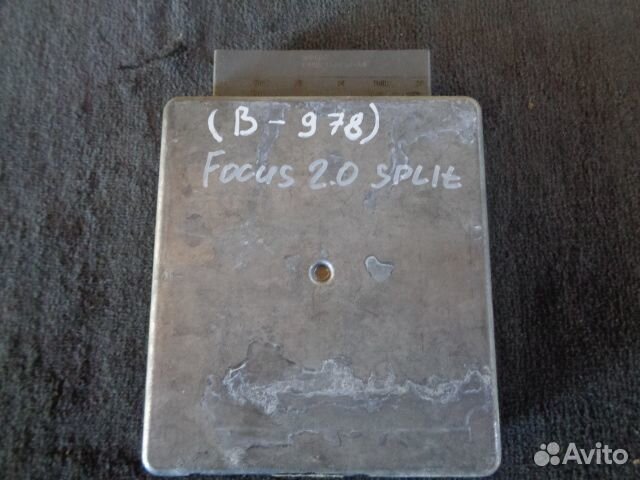 (B-978)
Focus 2.0 SPLIt
Avito